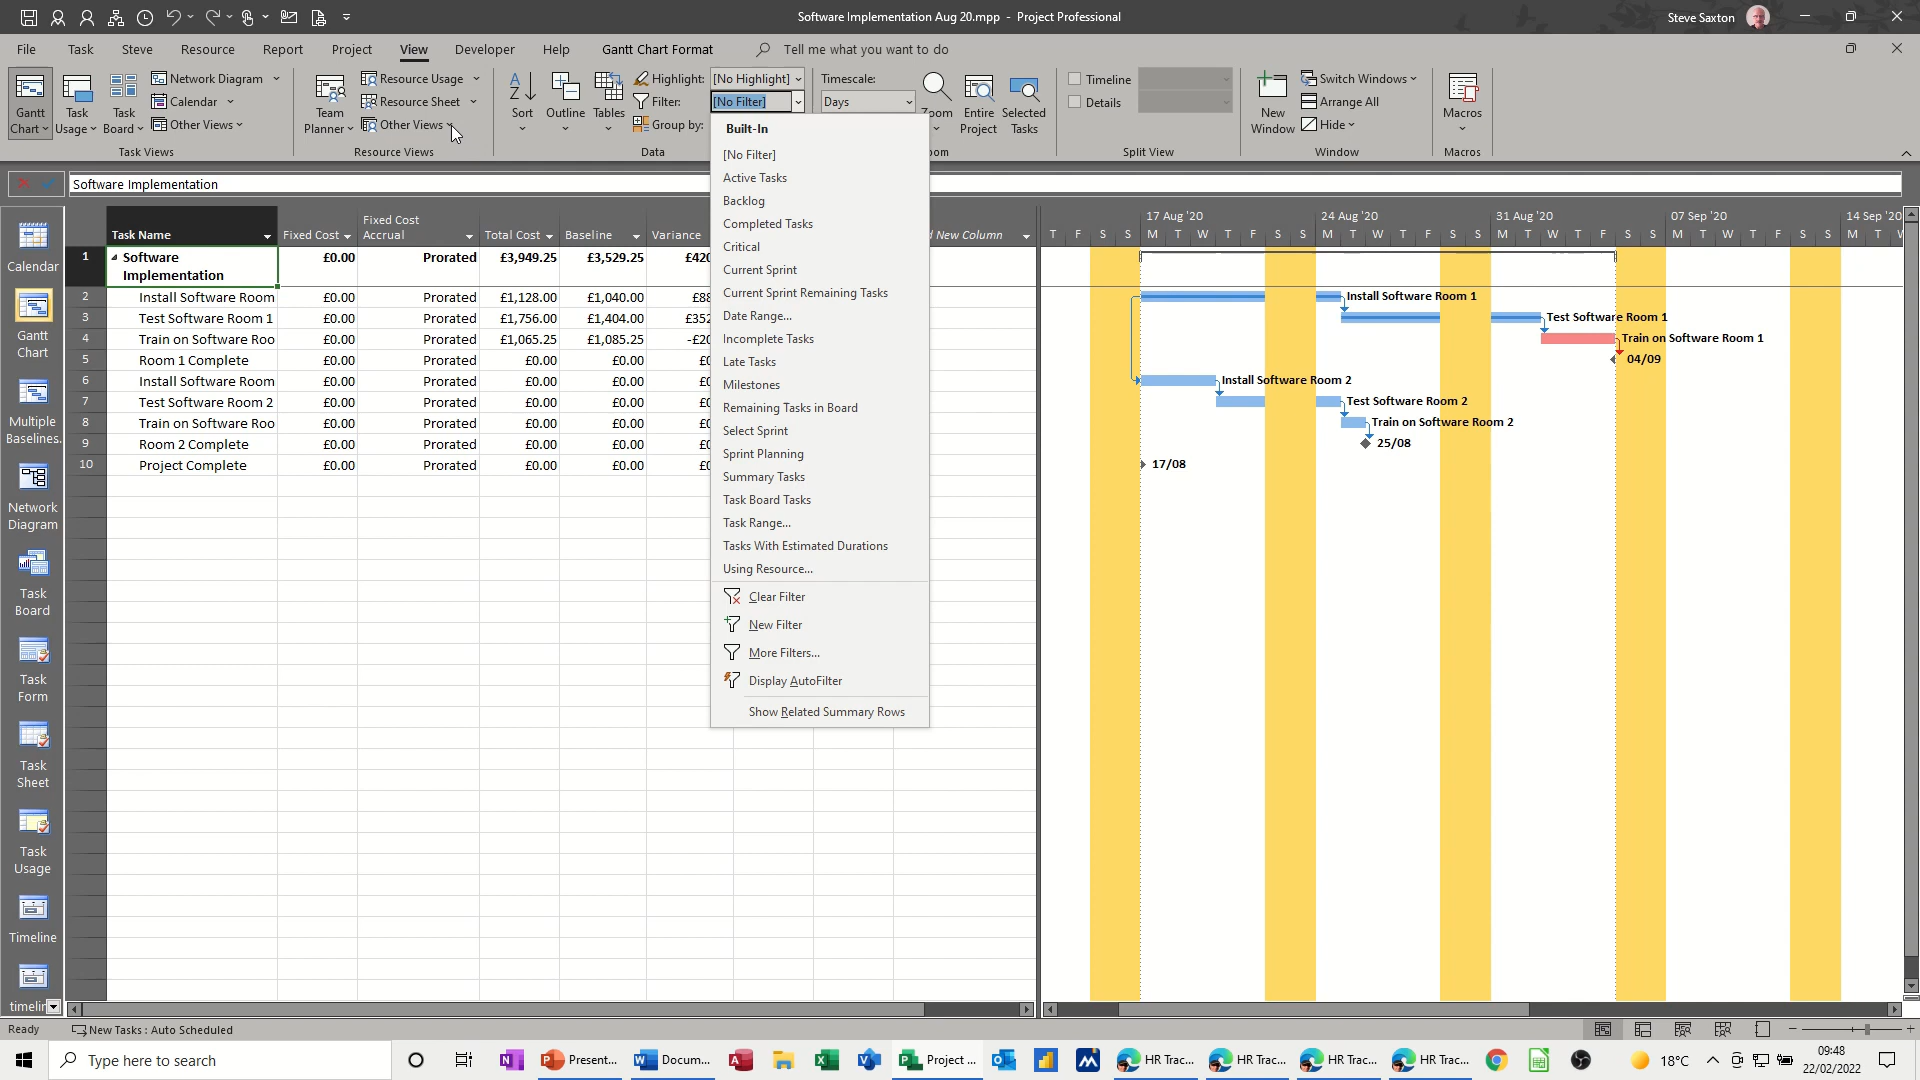 Software Implementation Aug 20.mpp - Project Professional
Steve Saxton
File Task Steve Resource Report Project View Developer Help Gantt Chart Format Tell me what you want to do
Gantt Chart
Task Usage
Task Board
Network Diagram
Calendar
Other Views
Task Views
Team Planner
Resource Usage
Resource Sheet
Other Views
Resource Views
Sort
Outline
Tables
Highlight: [No Highlight]
Filter: [No Filter]
Group by:
Data
Timescale:
Days
Entire Project
Selected Tasks
Timeline
Details
Split View
New Window
Switch Windows
Arrange All
Hide
Window
Macros
Macros
Software Implementation
Built-In
[No Filter]
Active Tasks
Backlog
Completed Tasks
Critical
Current Sprint
Current Sprint Remaining Tasks
Date Range...
Incomplete Tasks
Late Tasks
Milestones
Remaining Tasks in Board
Select Sprint
Sprint Planning
Summary Tasks
Task Board Tasks
Task Range...
Tasks With Estimated Durations
Using Resource...
Clear Filter
New Filter
More Filters...
Display AutoFilter
Show Related Summary Rows
Calendar
Gantt Chart
Multiple Baselines.
Network Diagram
Task Board
Task Form
Task Sheet
Task Usage
Timeline
Task Name Fixed Cost Fixed Cost Accrual Total Cost Baseline Variance New Column
1 Software Implementation £0.00 Prorated £3,949.25 £3,529.25
2 Install Software Room £0.00 Prorated £1,128.00 £1,040.00
3 Test Software Room 1 £0.00 Prorated £1,756.00 £1,404.00
4 Train on Software Roo £0.00 Prorated £1,065.25 £1,085.25
5 Room 1 Complete £0.00 Prorated £0.00 £0.00
6 Install Software Room £0.00 Prorated £0.00 £0.00
7 Test Software Room 2 £0.00 Prorated £0.00 £0.00
8 Train on Software Roo £0.00 Prorated £0.00 £0.00
9 Room 2 Complete £0.00 Prorated £0.00 £0.00
10 Project Complete £0.00 Prorated £0.00 £0.00
17 Aug '20 24 Aug '20 31 Aug '20 07 Sep '20 14 Sep '20
T F S S M T W T F S S M T W T F S S M T W T F S S M T W T F S S M T
Install Software Room 1
Test Software Room 1
Train on Software Room 1
04/09
Install Software Room 2
Test Software Room 2
Train on Software Room 2
25/08
17/08
Ready New Tasks : Auto Scheduled
Type here to search
Present... Docum... Project ... HR Trac... HR Trac... HR Trac... HR Trac...
18°C
09:48
22/02/2022